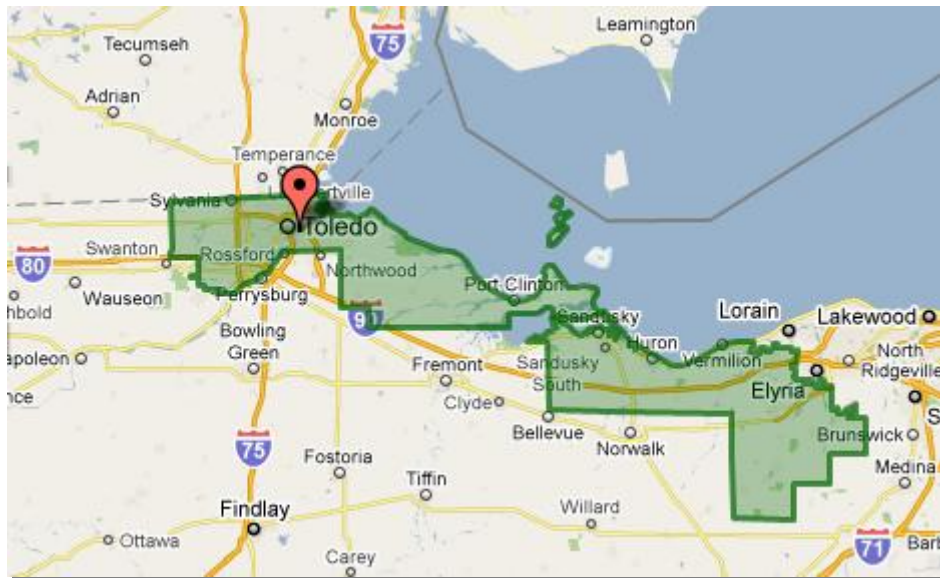 Leamington
75
Tecumseh
Adrian
Monroe
Temperance
Sylvania
Toledo
Swanton
Rossford
80
Northwood
Wauseon
Perrysburg
Port Clinton
Bowling
Green
Sandusky
Lorain
Lakewood
Huron
Vermilion
North
Ridgeville
Fremont
Sandusky
South
Elyria
Clyde
Bellevue
Norwalk
Brunswick
75
Fostoria
Tiffin
Medina
Findlay
Willard
Ottawa
Carey
71